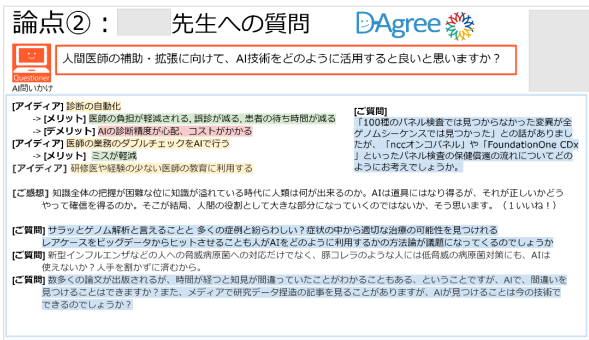 論点②：
先生への質問
D-Agree
Questioner
AI問いかけ
人間医師の補助・拡張に向けて、AI技術をどのように活用すると良いと思いますか？
[アイディア] 診断の自動化
-> [メリット] 医師の負担が軽減される, 誤診が減る, 患者の待ち時間が減る
-> [デメリット] AIの診断精度が心配、コストがかかる
[アイディア] 医師の業務のダブルチェックをAIで行う
-> [メリット] ミスが軽減
[アイディア] 研修医や経験の少ない医師の教育に利用する
[ご質問]
「100種のパネル検査では見つからなかった変異が全
ゲノムシーケンスでは見つかった」との話がありまし
たが、「nccオンコパネル」や「FoundationOne CDx
」といったパネル検査の保健償還の流れについてどの
ようにお考えでしょうか。
[ご感想] 知識全体の把握が困難な位に知識が溢れている時代に人類は何が出来るのか。AIは道具にはなり得るが、それが正しいかどう
やって確信を得るのか。そこが結局、人間の役割として大きな部分になっていくのではないか、そう思います。（1いいね！）
[ご質問] サラッとゲノム解析と言えることと 多くの症例と紛らわしい？症状の中から適切な治療の可能性を見つけれる
レアケースをビッグデータからヒットさせることも人がAIをどのように利用するかの方法論が議題になってくるのでしょうか
[ご質問] 新型インフルエンザなどの人への脅威病原菌への対応だけでなく、豚コレラのような人には低脅威の病原菌対策にも、AIは
使えないか？人手を割かずに済むから。
[ご質問] 数多くの論文が出版されるが、時間が経つと知見が間違っていたことがわかることもある、ということですが、AIで、間違いを
見つけることはできますか？また、メディアで研究データ捏造の記事を見ることがありますが、AIが見つけることは今の技術で
できるのでしょうか？